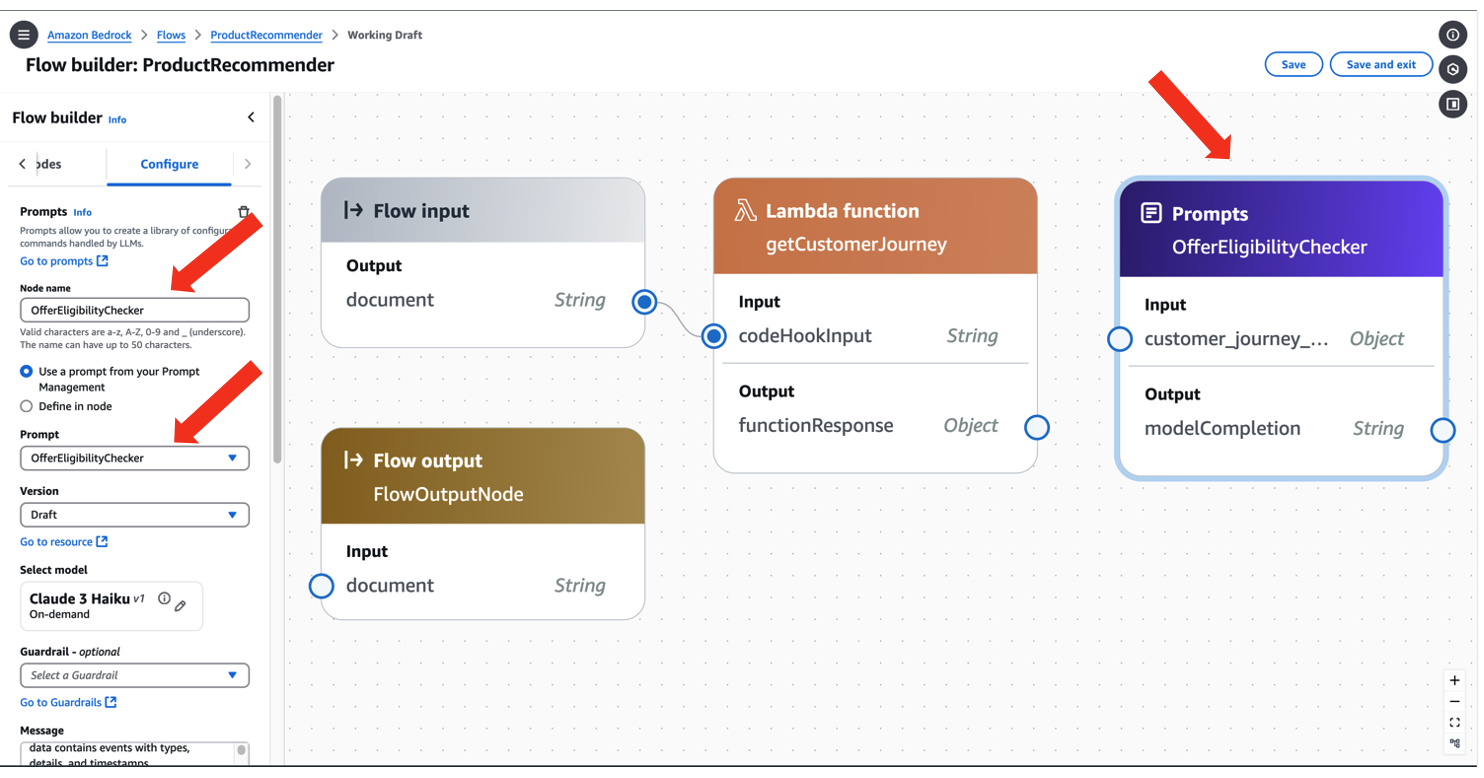 Amazon Bedrock > Flows > ProductRecommender > Working Draft
Flow builder: ProductRecommender
Save
Save and exit
Flow builder Info
odes
Configure
Prompts Info
Prompts allow you to create a library of
commands handled by LLMs.
Go to prompts
Node name
OfferEligibilityChecker
Valid characters are a-z, A-Z, 0-9 and _ (underscore).
The name can have up to 50 characters.
Use a prompt from your Prompt
Management
Define in node
Prompt
OfferEligibilityChecker
Version
Draft
Go to resource
Select model
Claude 3 Haiku v1
On-demand
Guardrail - optional
Select a Guardrail
Go to Guardrails
Message
data contains events with types,
details, and timestamps
Flow input
Output
document String
Flow output
FlowOutputNode
Input
document String
Lambda function
getCustomerJourney
Input
codeHookInput String
Output
functionResponse Object
Prompts
OfferEligibilityChecker
Input
customer_journey_... Object
Output
modelCompletion String